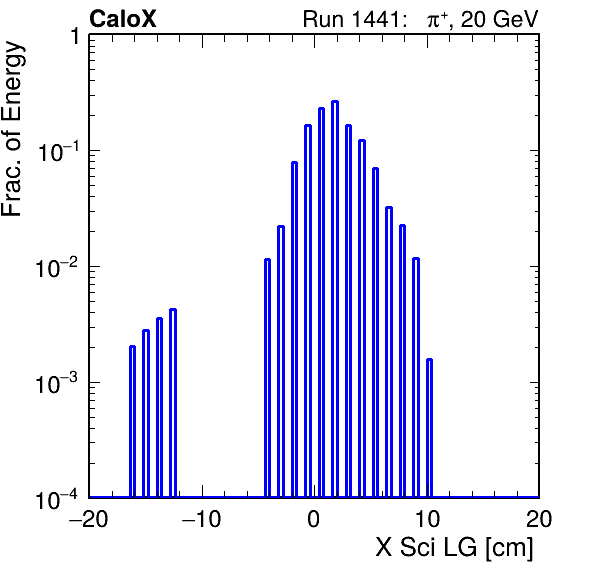 CaloX Run 1441: π⁺, 20 GeV
Frac. of Energy
1
10⁻¹
10⁻²
10⁻³
10⁻⁴
−20 −10 0 10 20
X Sci LG [cm]